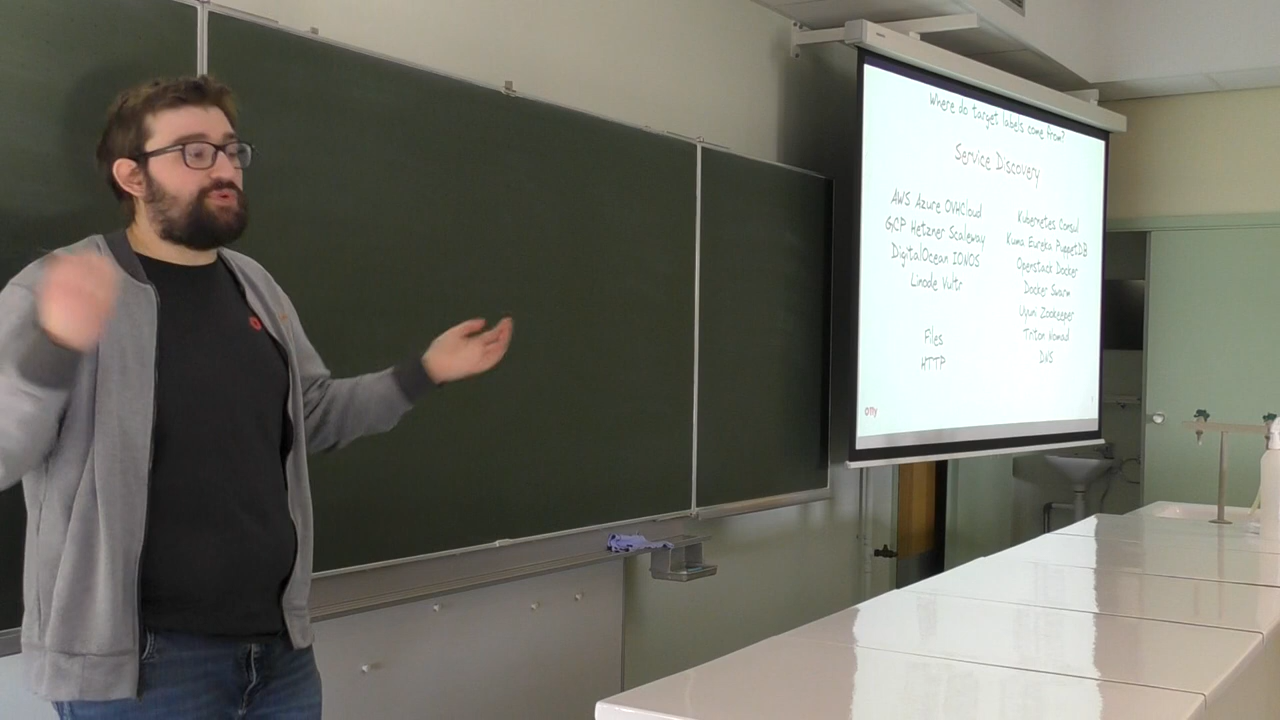 Where do target labels come from?
Service Discovery
AWS Azure OVHCloud
GCP Hetzner Scaleway
DigitalOcean IONOS
Linode Vultr
Files
HTTP
Kubernetes Consul
Kuma Eureka PuppetDB
Openstack Docker
Docker Swarm
Uyuni Zookeeper
Triton Nomad
DNS
o11y